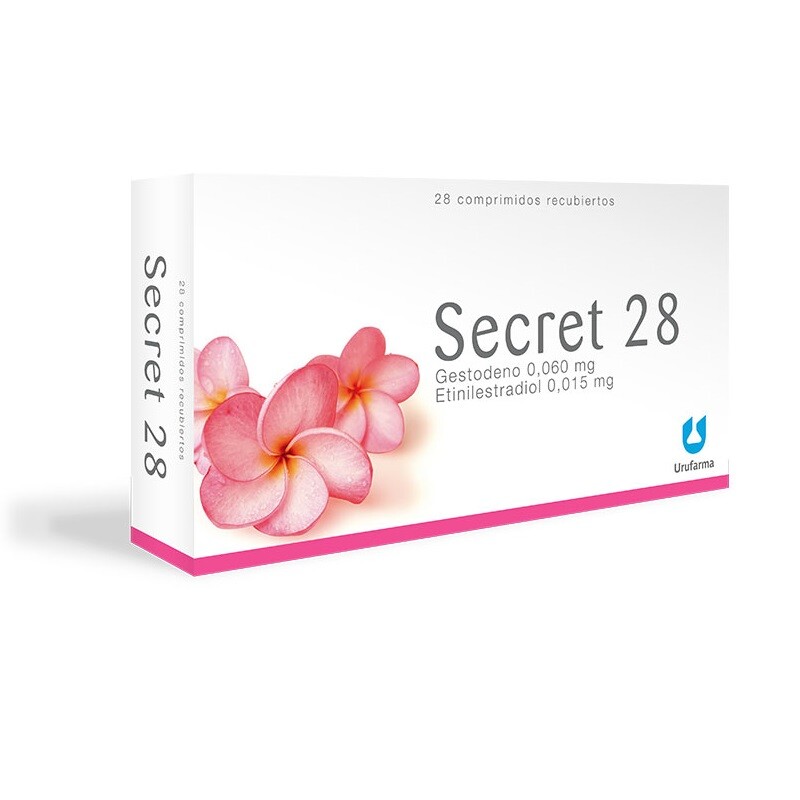 Secret 28
28 comprimidos recubiertos
28 comprimidos recubiertos
Secret 28
Gestodeno 0,060 mg
Etinilestradiol 0,015 mg
Urufarma